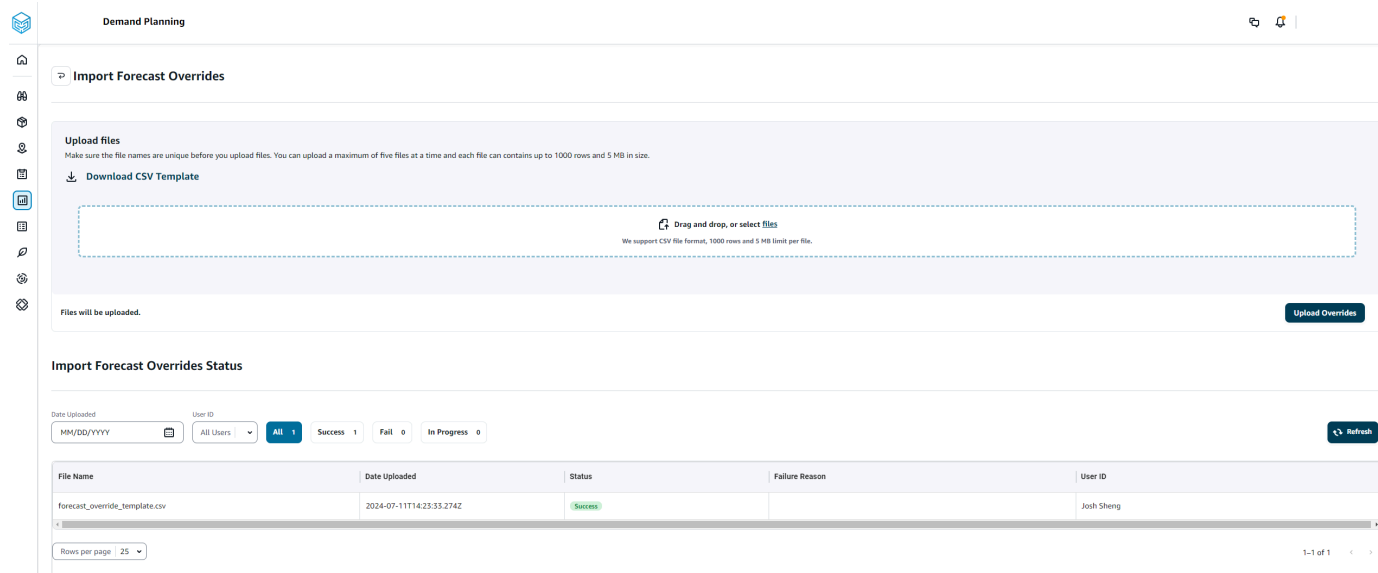 Demand Planning
Import Forecast Overrides
Upload files
Make sure the file names are unique before you upload files. You can upload a maximum of five files at a time and each file can contains up to 1000 rows and 5 MB in size.
Download CSV Template
Drag and drop, or select files
We support CSV file format, 1000 rows and 5 MB limit per file.
Files will be uploaded.
Upload Overrides
Import Forecast Overrides Status
Date Uploaded
User ID
MM/DD/YYYY
All Users
All 1
Success 1
Fail 0
In Progress 0
Refresh
File Name
Date Uploaded
Status
Failure Reason
User ID
forecast_override_template.csv
2024-07-11T14:23:33.274Z
Success
Josh Sheng
Rows per page 25
1–1 of 1